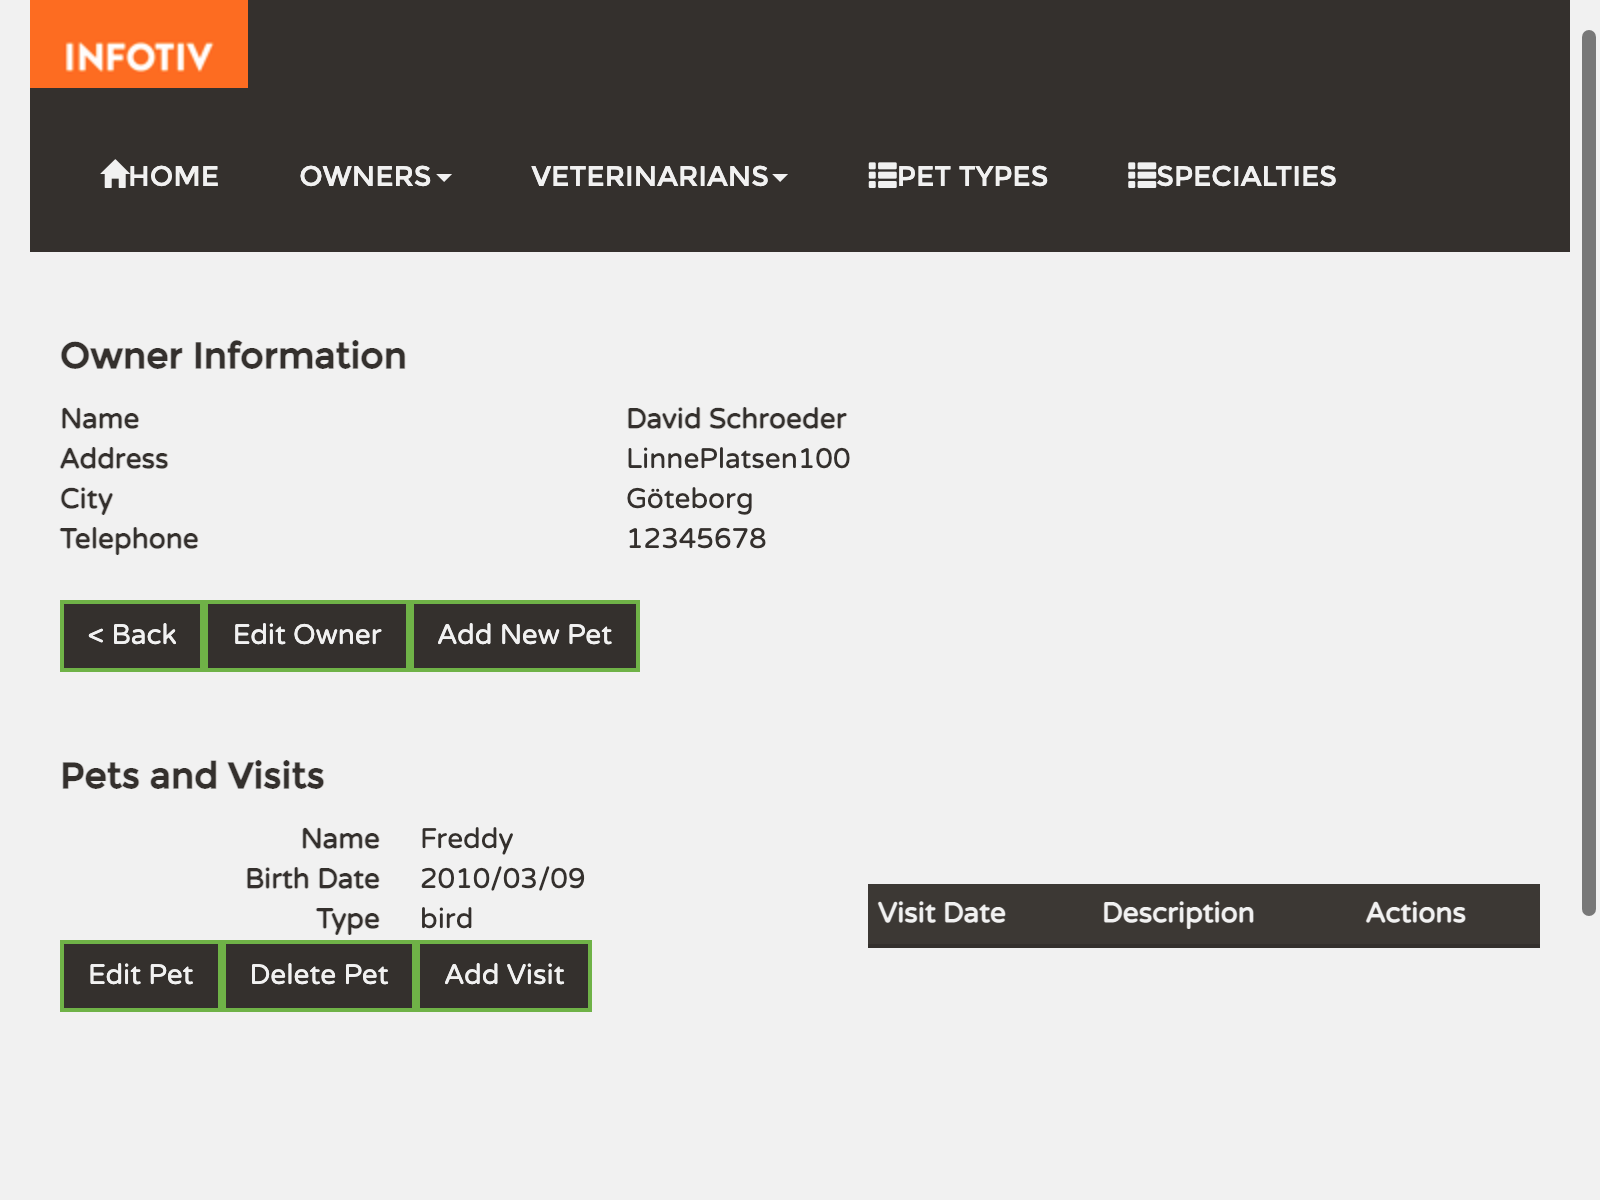 INFOTIV
HOME OWNERS VETERINARIANS PET TYPES SPECIALTIES
Owner Information
Name David Schroeder
Address LinnePlatsen100
City Göteborg
Telephone 12345678
< Back Edit Owner Add New Pet
Pets and Visits
Name Freddy
Birth Date 2010/03/09
Type bird
Visit Date Description Actions
Edit Pet Delete Pet Add Visit